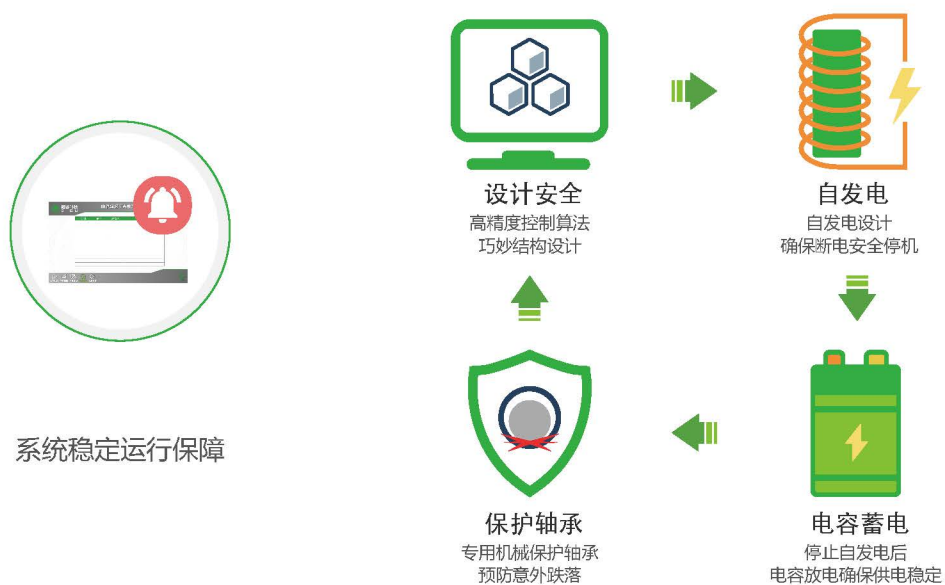 设计安全
高精度控制算法
巧妙结构设计
自发电
自发电设计
确保断电安全停机
系统稳定运行保障
保护轴承
专用机械保护轴承
预防意外跌落
电容蓄电
停止自发电后
电容放电确保供电稳定